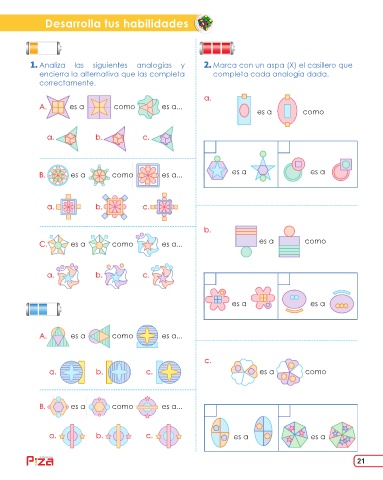 Desarrolla tus habilidades
1. Analiza las siguientes analogías y
encierra la alternativa que las completa
correctamente.
A. es a como es a...
a. b. c.
B. es a como es a...
a. b. c.
C. es a como es a...
a. b. c.
A. es a como es a...
a. b. c.
B. es a como es a...
a. b. c.
2. Marca con un aspa (X) el casillero que
completa cada analogía dada.
a.
es a como
es a es a
b.
es a como
es a es a
c.
es a como
es a es a
21